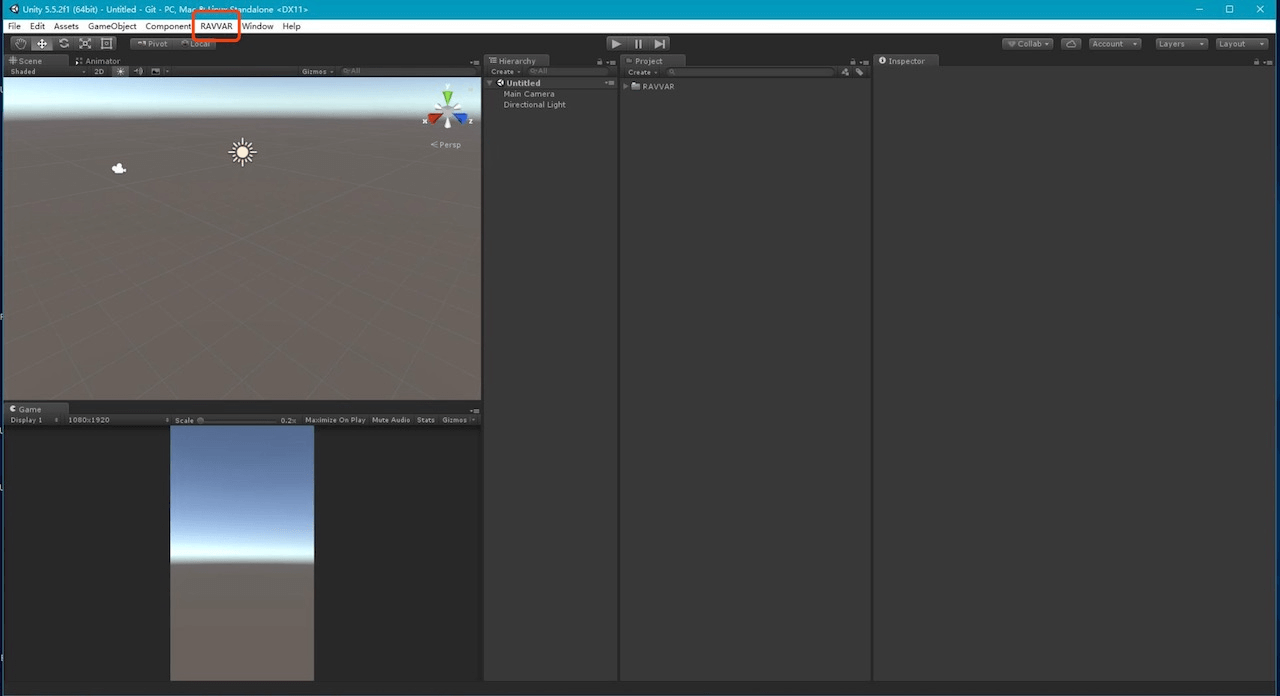 Unity 5.5.2f1 (64bit) - Untitled - Git - PC, Mac & Linux Standalone <DX11>
File Edit Assets GameObject Component RAVVAR Window Help
Pivot Local Collab Account Layers Layout
Scene Animator Hierarchy Project Inspector
Shaded 2D Gizmos All Create All Create
Untitled RAVVAR
Main Camera
Directional Light
x z
Persp
Game
Display 1 1080x1920 Scale 0.2x Maximize On Play Mute Audio Stats Gizmos